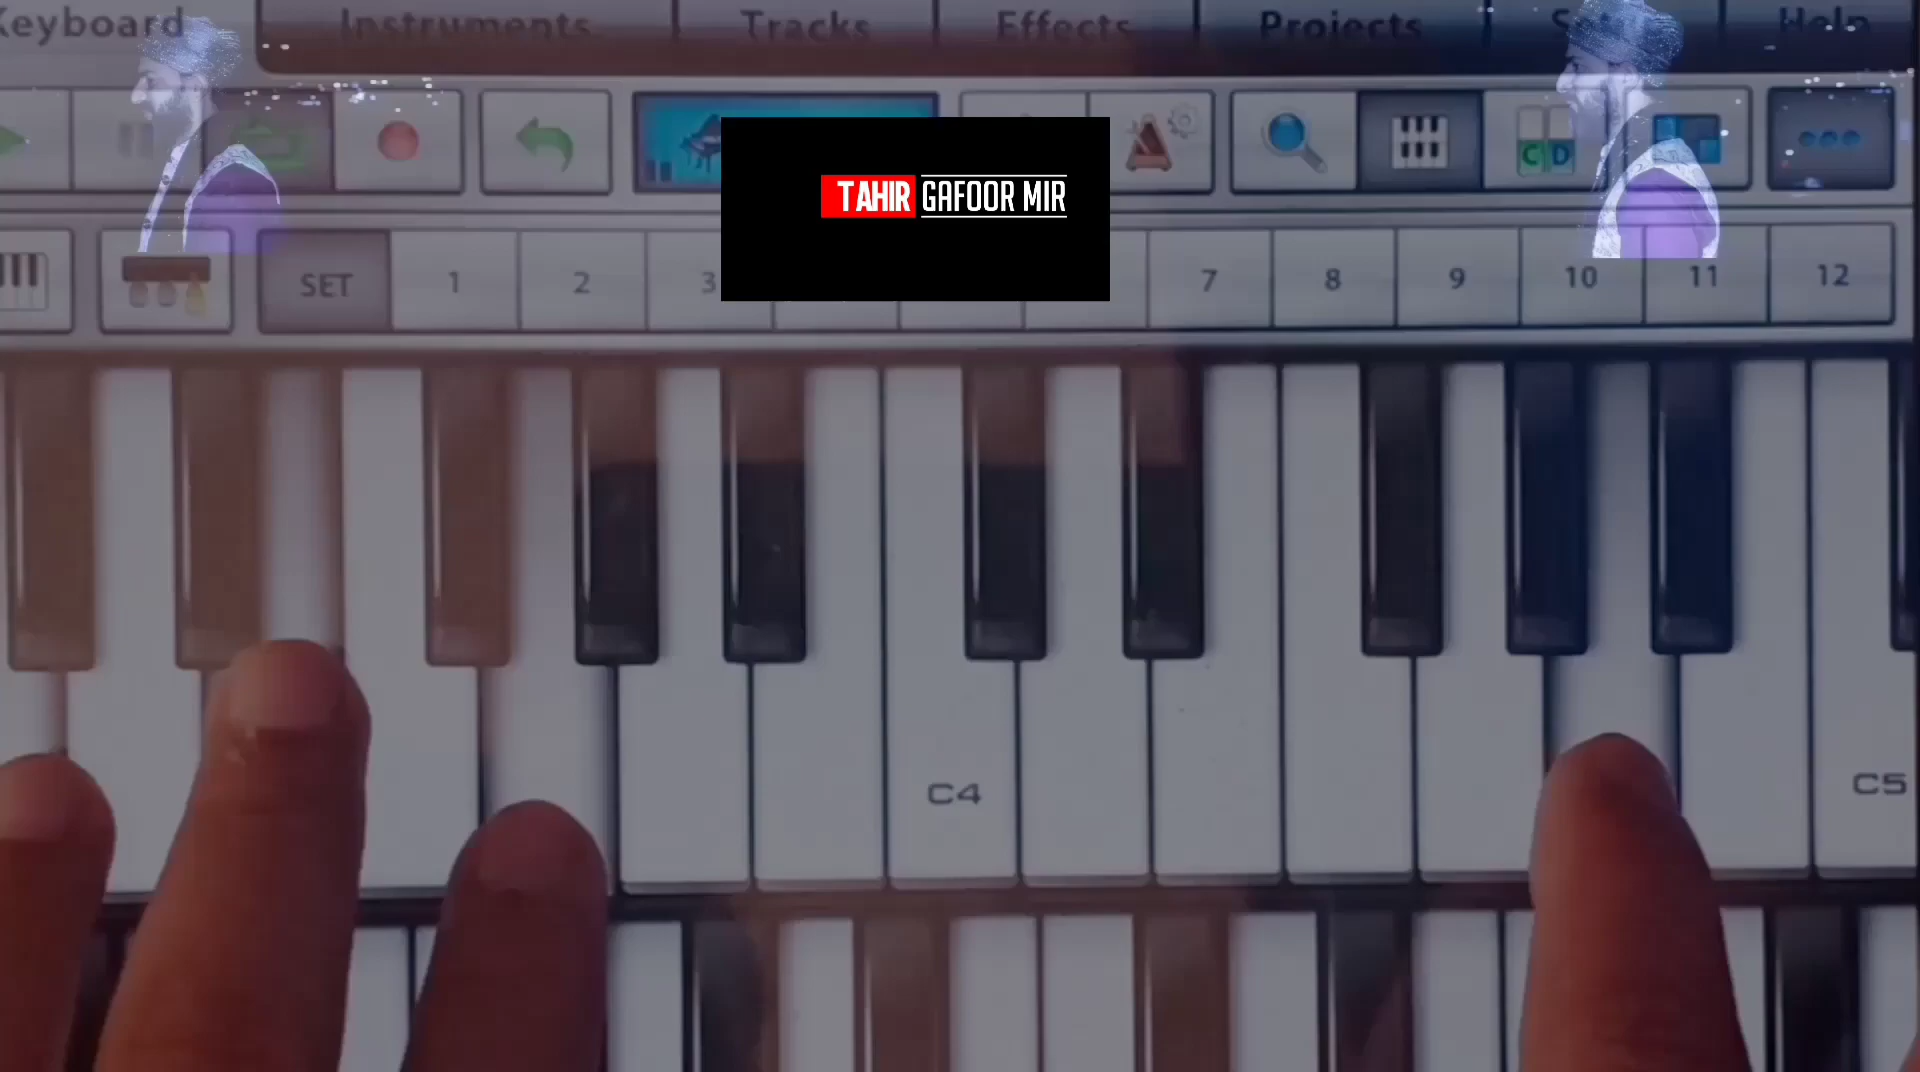 Keyboard Instruments Tracks Effects Projects Help
TAHIR GAFOOR MIR
C D
SET 1 2 3 7 8 9 10 11 12
C4 C5